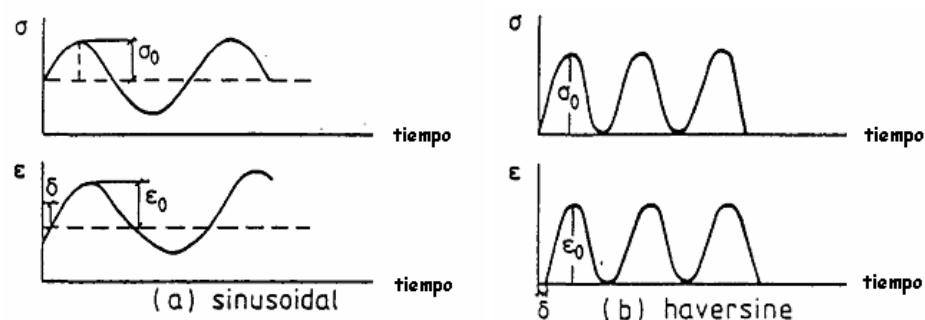 σ
σ₀
tiempo
ε
δ
ε₀
tiempo
(a) sinusoidal
σ
σ₀
tiempo
ε
ε₀
tiempo
δ
(b) haversine